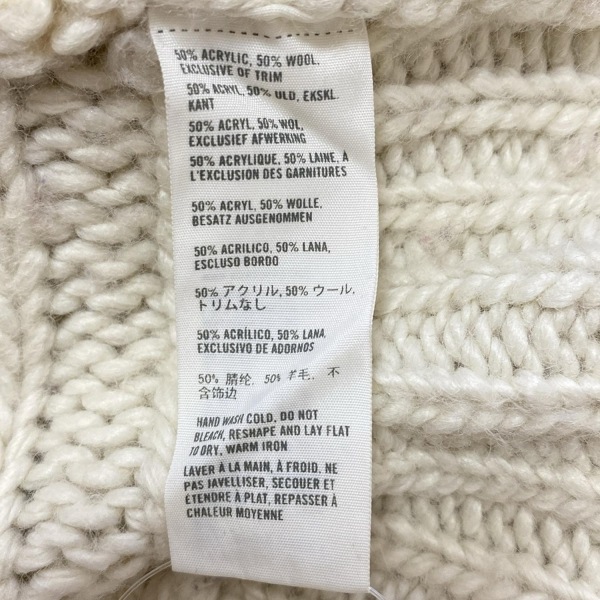 50% ACRYLIC, 50% WOOL.
EXCLUSIVE OF TRIM
50% ACRYL, 50% ULD, EKSKL.
KANT
50% ACRYL, 50% WOL,
EXCLUSIEF AFWERKING
50% ACRYLIQUE, 50% LAINE, À
L'EXCLUSION DES GARNITURES
50% ACRYL, 50% WOLLE,
BESATZ AUSGENOMMEN
50% ACRILICO, 50% LANA,
ESCLUSO BORDO
50% アクリル, 50% ウール,
トリムなし
50% ACRÍLICO, 50% LANA,
EXCLUSIVO DE ADORNOS
50% 腈纶, 50% 羊毛, 不
含饰边
HAND WASH COLD, DO NOT
BLEACH, RESHAPE AND LAY FLAT
TO DRY, WARM IRON
LAVER À LA MAIN, À FROID, NE
PAS JAVELLISER, SECOUER ET
ÉTENDRE À PLAT, REPASSER À
CHALEUR MOYENNE